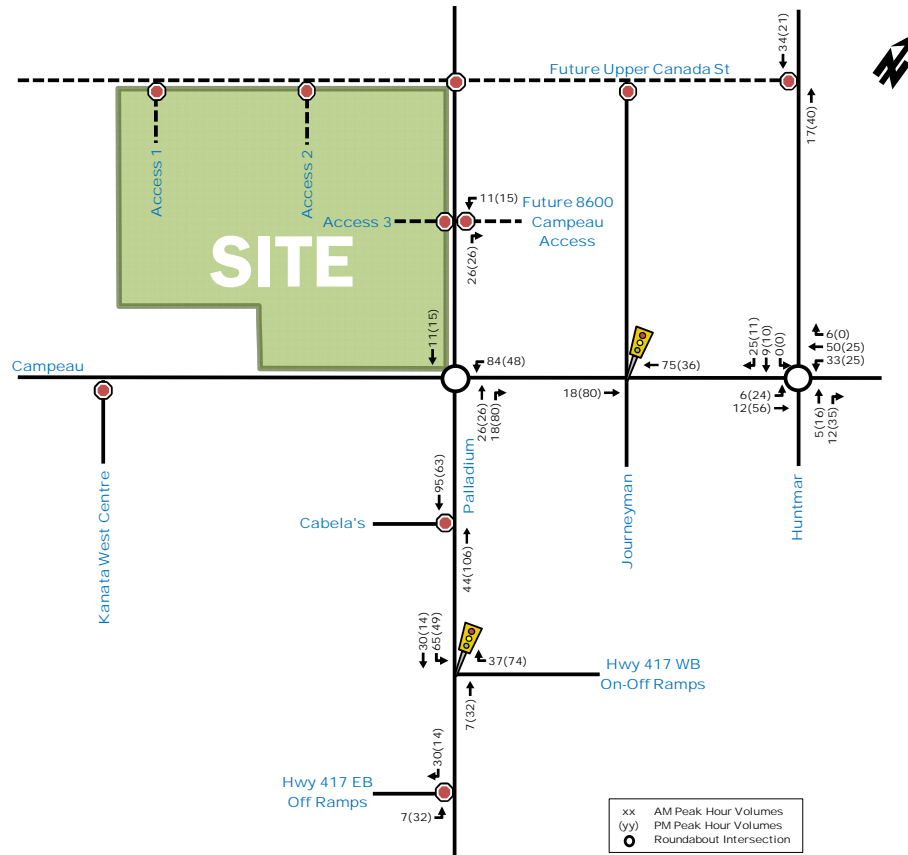 34(21)
Future Upper Canada St
17(40)
Access 1
Access 2
11(15)
Future 8600
Campeau
Access
Access 3
26(26)
SITE
11(15)
25(11)
9(10)
0(0)
6(0)
50(25)
33(25)
Campeau
84(48)
75(36)
18(80)
6(24)
12(56)
26(26)
18(80)
5(16)
12(35)
Kanata West Centre
Palladium
Journeyman
Huntmar
95(63)
Cabela's
44(106)
30(14)
65(49)
37(74)
Hwy 417 WB
On-Off Ramps
7(32)
30(14)
Hwy 417 EB
Off Ramps
7(32)
xx AM Peak Hour Volumes
(yy) PM Peak Hour Volumes
Roundabout Intersection